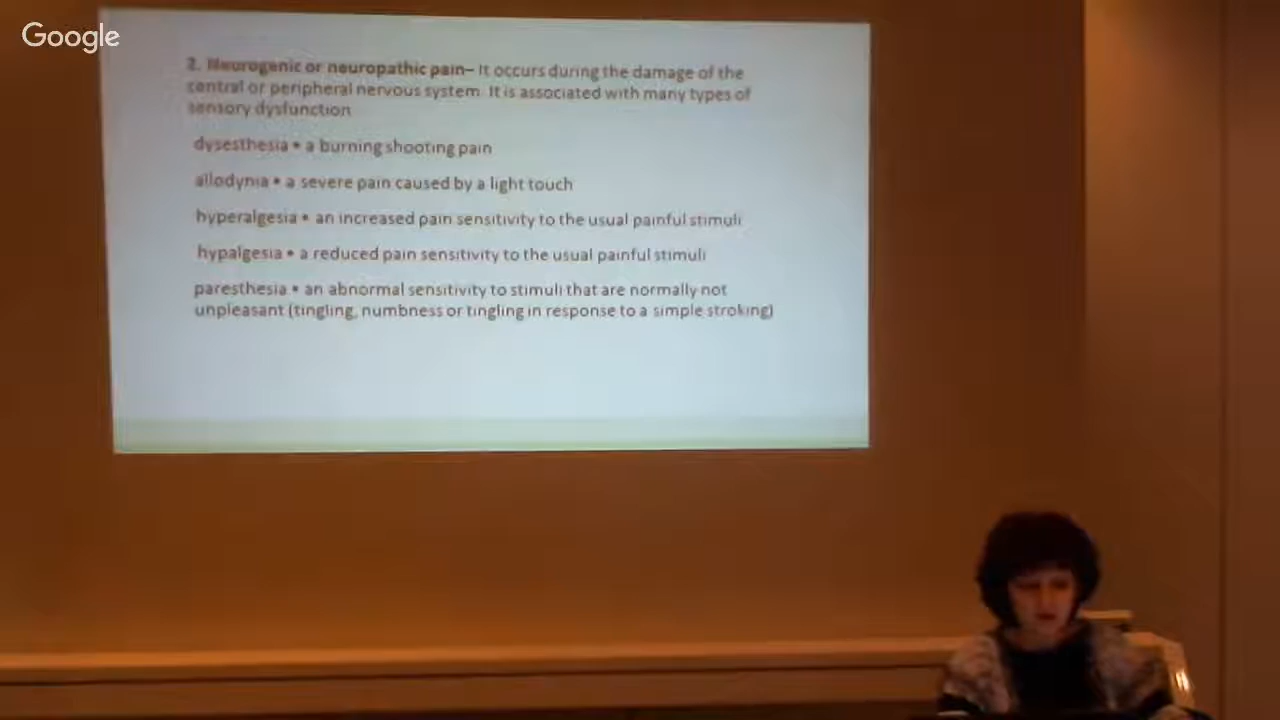 Google
2. Neurogenic or neuropathic pain– It occurs during the damage of the
central or peripheral nervous system. It is associated with many types of
sensory dysfunction
dysesthesia • a burning shooting pain
allodynia • a severe pain caused by a light touch
hyperalgesia • an increased pain sensitivity to the usual painful stimuli
hypalgesia • a reduced pain sensitivity to the usual painful stimuli
paresthesia • an abnormal sensitivity to stimuli that are normally not
unpleasant (tingling, numbness or tingling in response to a simple stroking)